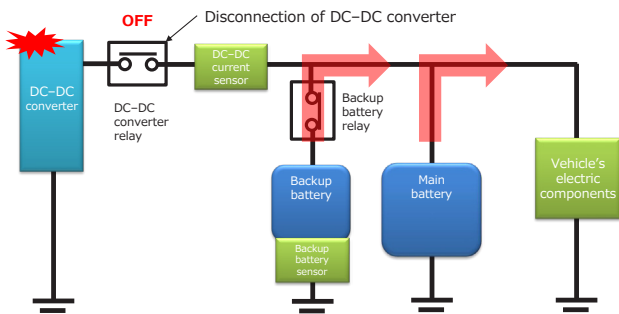 OFF
Disconnection of DC–DC converter
DC–DC
converter
DC–DC
converter
relay
DC–DC
current
sensor
Backup
battery
relay
Backup
battery
Backup
battery
sensor
Main
battery
Vehicle’s
electric
components